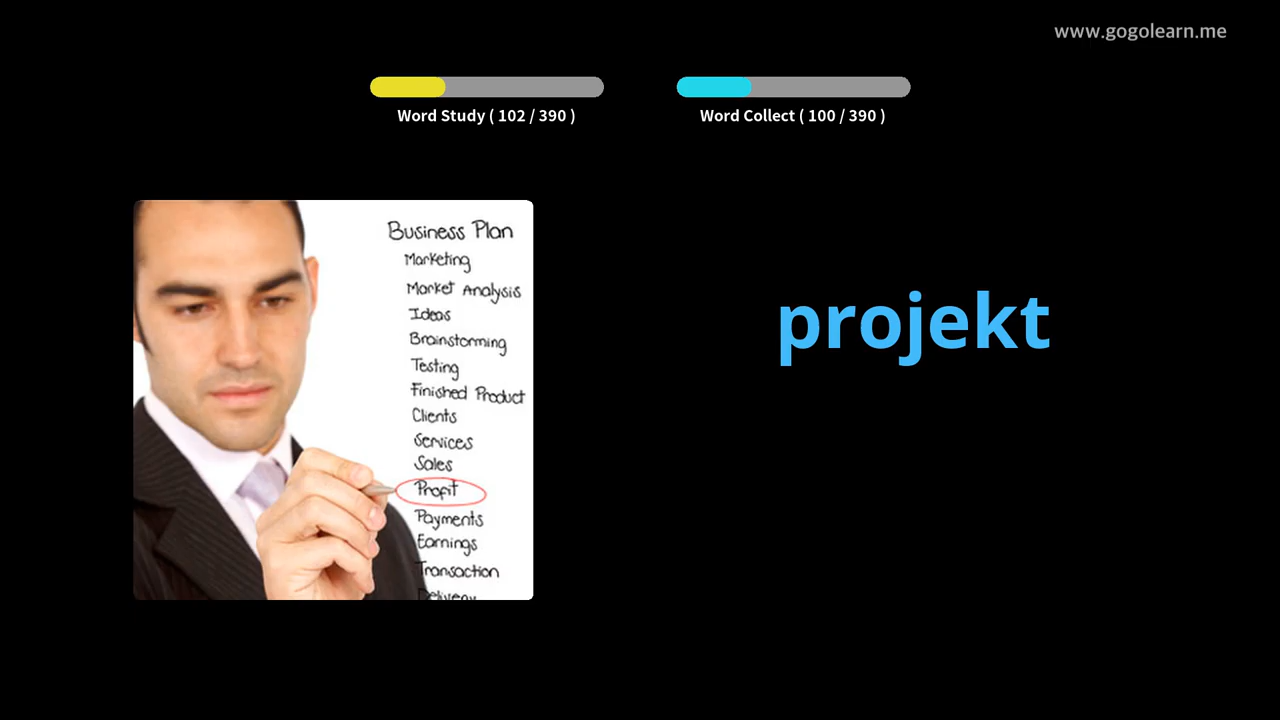 www.gogolearn.me
Word Study ( 102 / 390 )
Word Collect ( 100 / 390 )
Business Plan
Marketing
Market Analysis
Ideas
Brainstorming
Testing
Finished Product
Clients
Services
Sales
Profit
Payments
Earnings
Transaction
Delivery
projekt